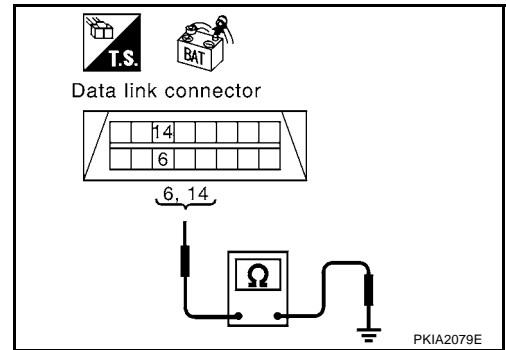 T.S.
BAT
Data link connector
14
6
6, 14
Ω
PKIA2079E